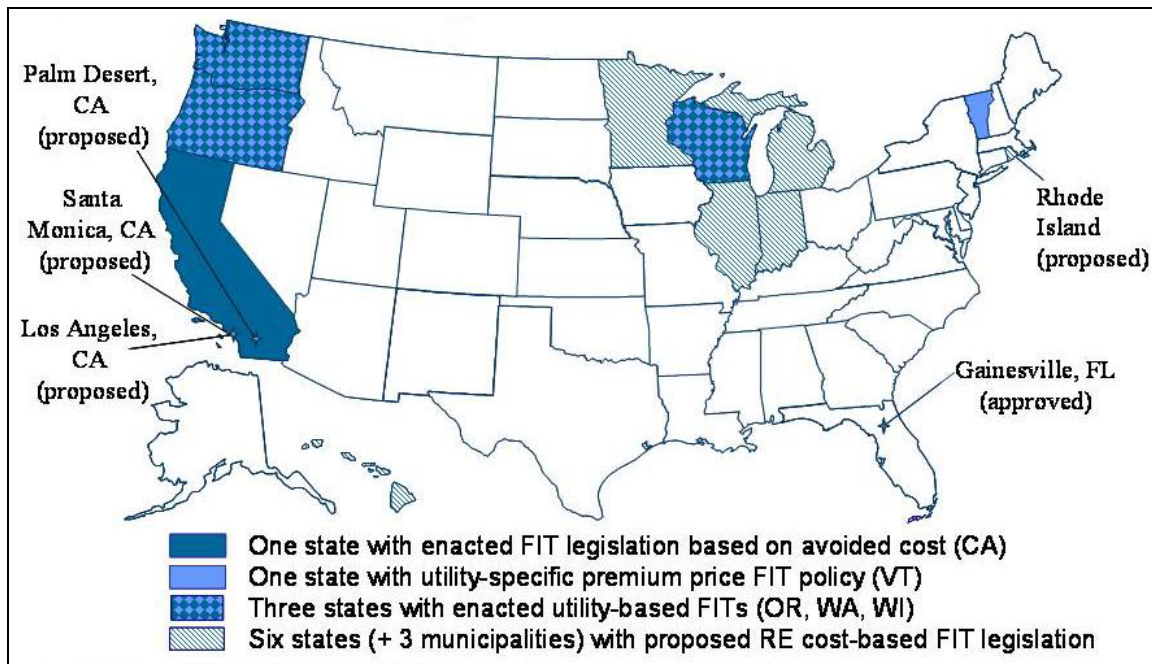 Palm Desert,
CA
(proposed)
Santa
Monica, CA
(proposed)
Los Angeles,
CA
(proposed)
Rhode
Island
(proposed)
Gainesville, FL
(approved)
One state with enacted FIT legislation based on avoided cost (CA)
One state with utility-specific premium price FIT policy (VT)
Three states with enacted utility-based FITs (OR, WA, WI)
Six states (+ 3 municipalities) with proposed RE cost-based FIT legislation